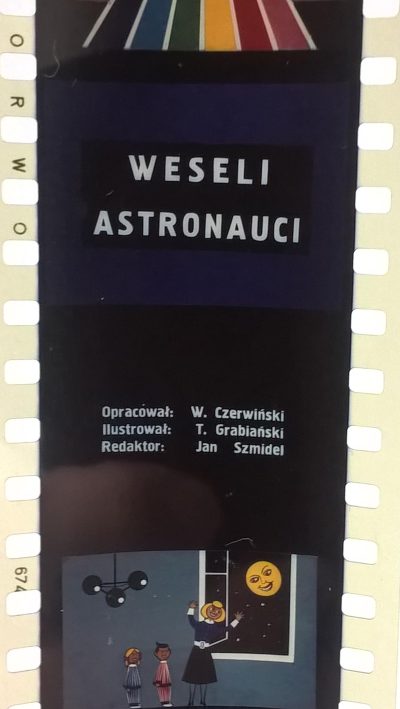 ORWO
WESELI
ASTRONAUCI
Opracował: W. Czerwiński
Ilustrował: T. Grabiański
Redaktor: Jan Szmidel
674